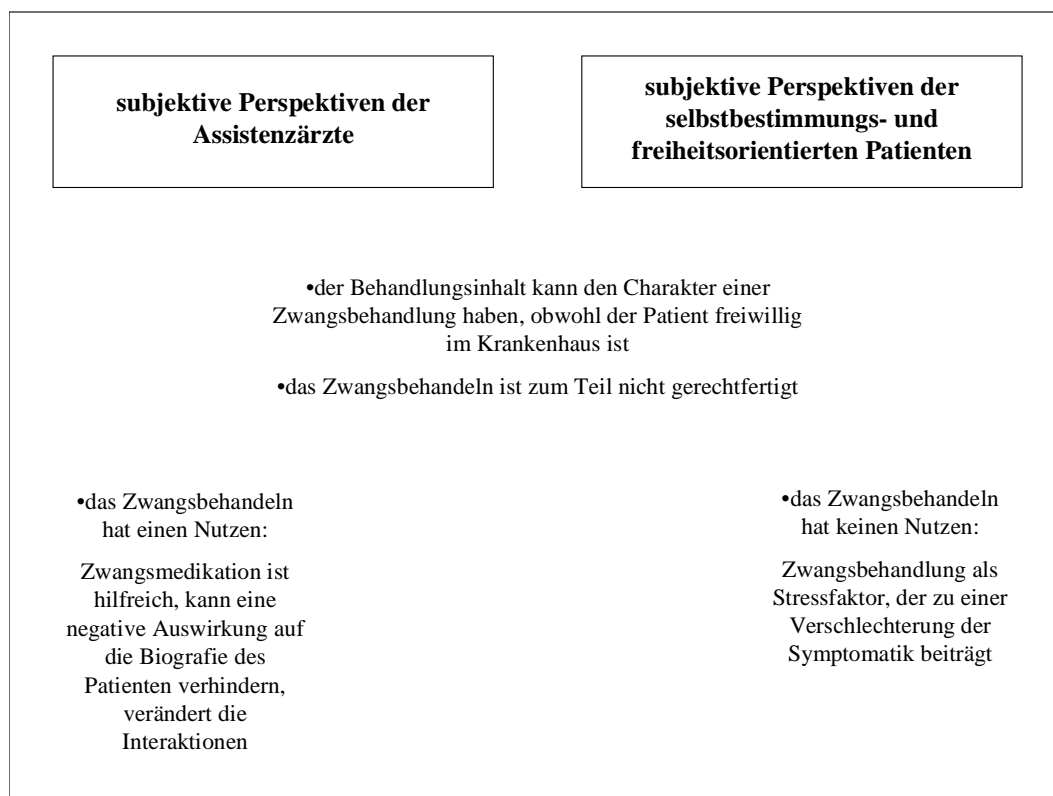 subjektive Perspektiven der
Assistenzärzte
subjektive Perspektiven der
selbstbestimmungs- und
freiheitsorientierten Patienten
•der Behandlungsinhalt kann den Charakter einer
Zwangsbehandlung haben, obwohl der Patient freiwillig
im Krankenhaus ist
•das Zwangsbehandeln ist zum Teil nicht gerechtfertigt
•das Zwangsbehandeln
hat einen Nutzen:
Zwangsmedikation ist
hilfreich, kann eine
negative Auswirkung auf
die Biografie des
Patienten verhindern,
verändert die
Interaktionen
•das Zwangsbehandeln
hat keinen Nutzen:
Zwangsbehandlung als
Stressfaktor, der zu einer
Verschlechterung der
Symptomatik beiträgt